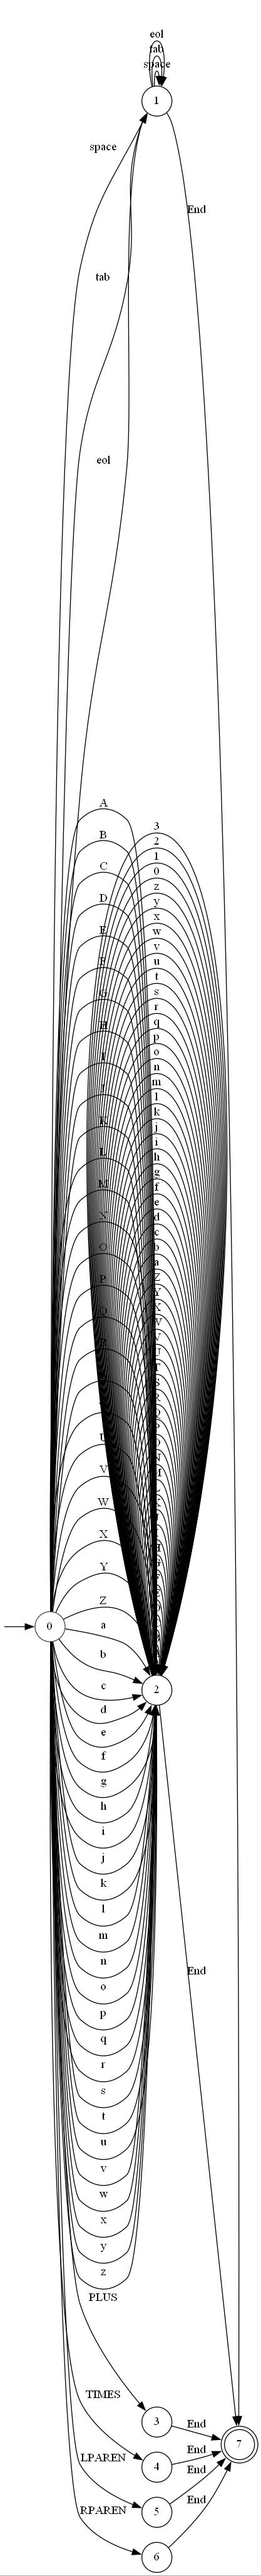 eol
tab
space
1
space
End
tab
eol
A
B
C
D
E
F
G
H
I
J
K
L
M
N
O
P
Q
U
V
W
X
Y
Z
a
b
c
d
e
f
g
h
i
j
k
l
m
n
o
p
q
r
s
t
u
v
w
x
y
z
3
2
1
0
z
y
x
w
v
u
t
s
r
q
p
o
n
m
l
k
j
i
h
g
f
e
d
c
b
a
Z
Y
X
W
V
U
T
S
R
Q
P
O
N
M
0
2
End
PLUS
TIMES
LPAREN
RPAREN
3
4
5
6
End
End
End
End
7